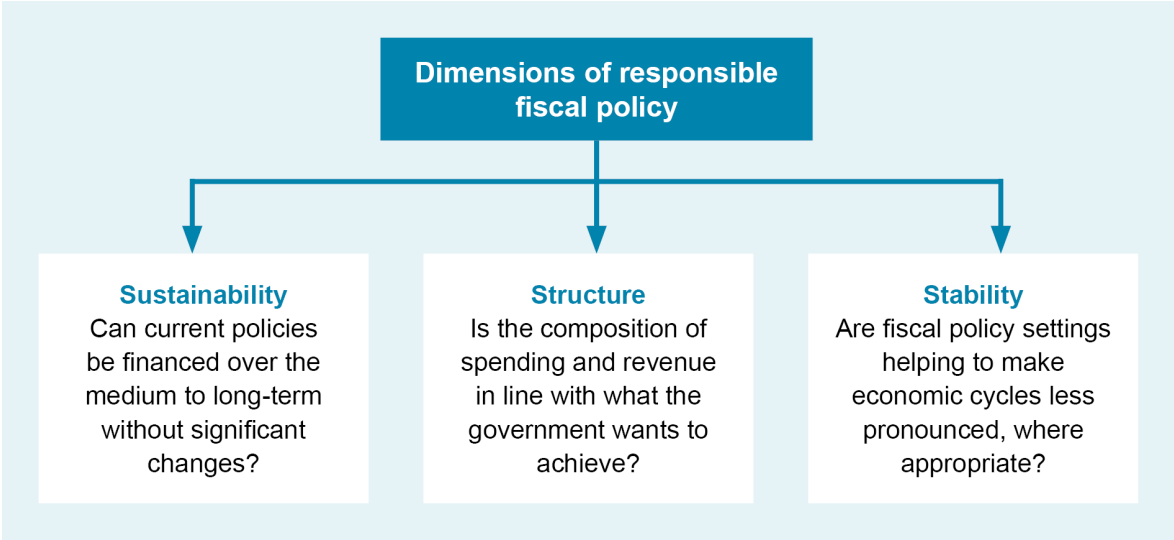 Dimensions of responsible
fiscal policy
Sustainability
Can current policies
be financed over the
medium to long-term
without significant
changes?
Structure
Is the composition of
spending and revenue
in line with what the
government wants to
achieve?
Stability
Are fiscal policy settings
helping to make
economic cycles less
pronounced, where
appropriate?